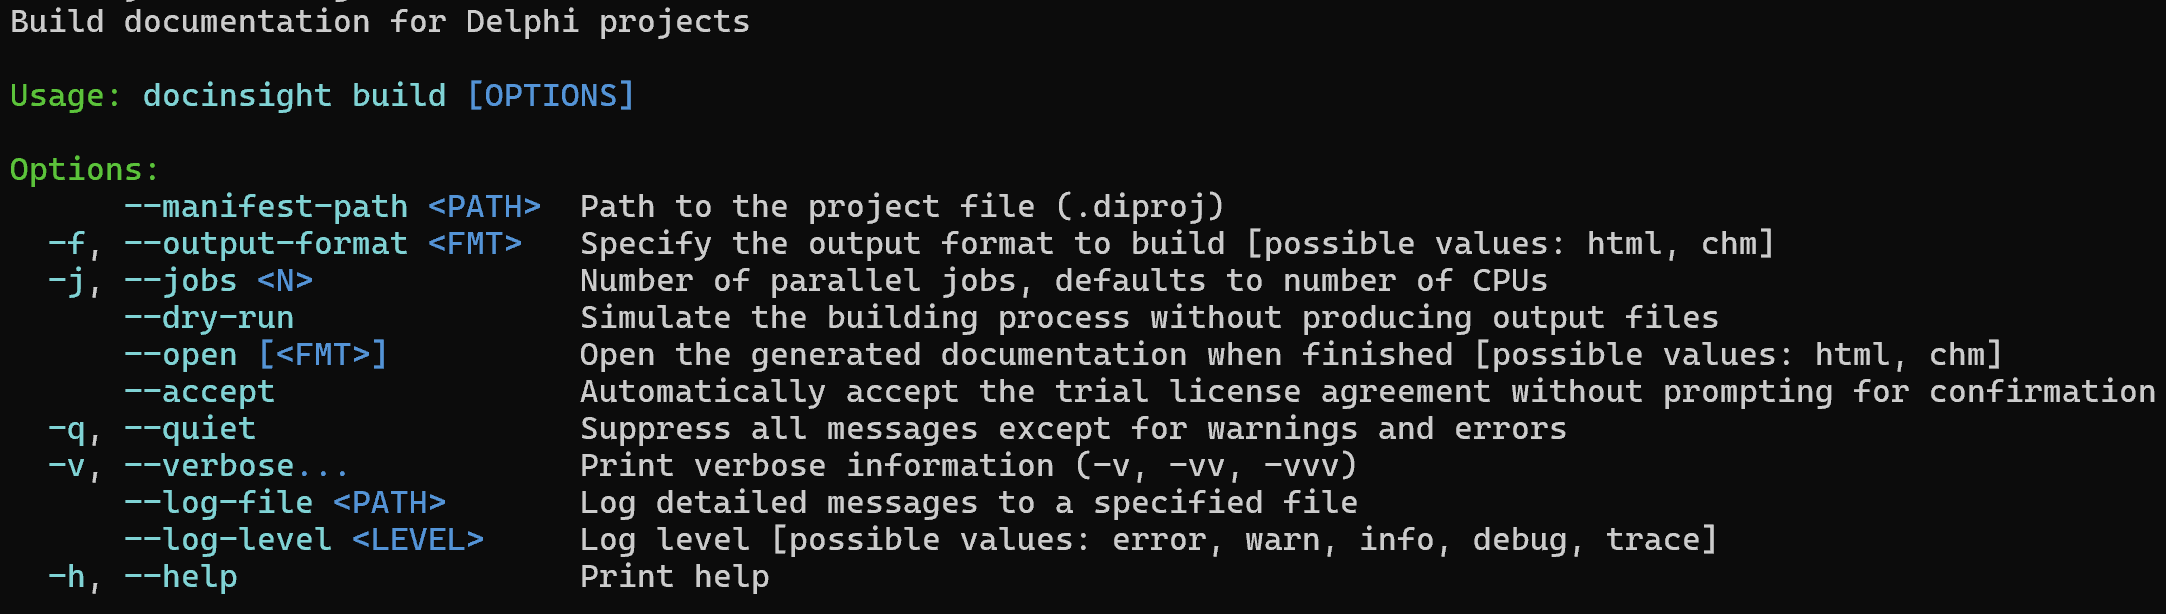 Build documentation for Delphi projects

Usage: docinsight build [OPTIONS]

Options:
      --manifest-path <PATH>  Path to the project file (.diproj)
  -f, --output-format <FMT>   Specify the output format to build [possible values: html, chm]
  -j, --jobs <N>              Number of parallel jobs, defaults to number of CPUs
      --dry-run               Simulate the building process without producing output files
      --open [<FMT>]          Open the generated documentation when finished [possible values: html, chm]
      --accept                Automatically accept the trial license agreement without prompting for confirmation
  -q, --quiet                 Suppress all messages except for warnings and errors
  -v, --verbose...            Print verbose information (-v, -vv, -vvv)
      --log-file <PATH>       Log detailed messages to a specified file
      --log-level <LEVEL>     Log level [possible values: error, warn, info, debug, trace]
  -h, --help                  Print help